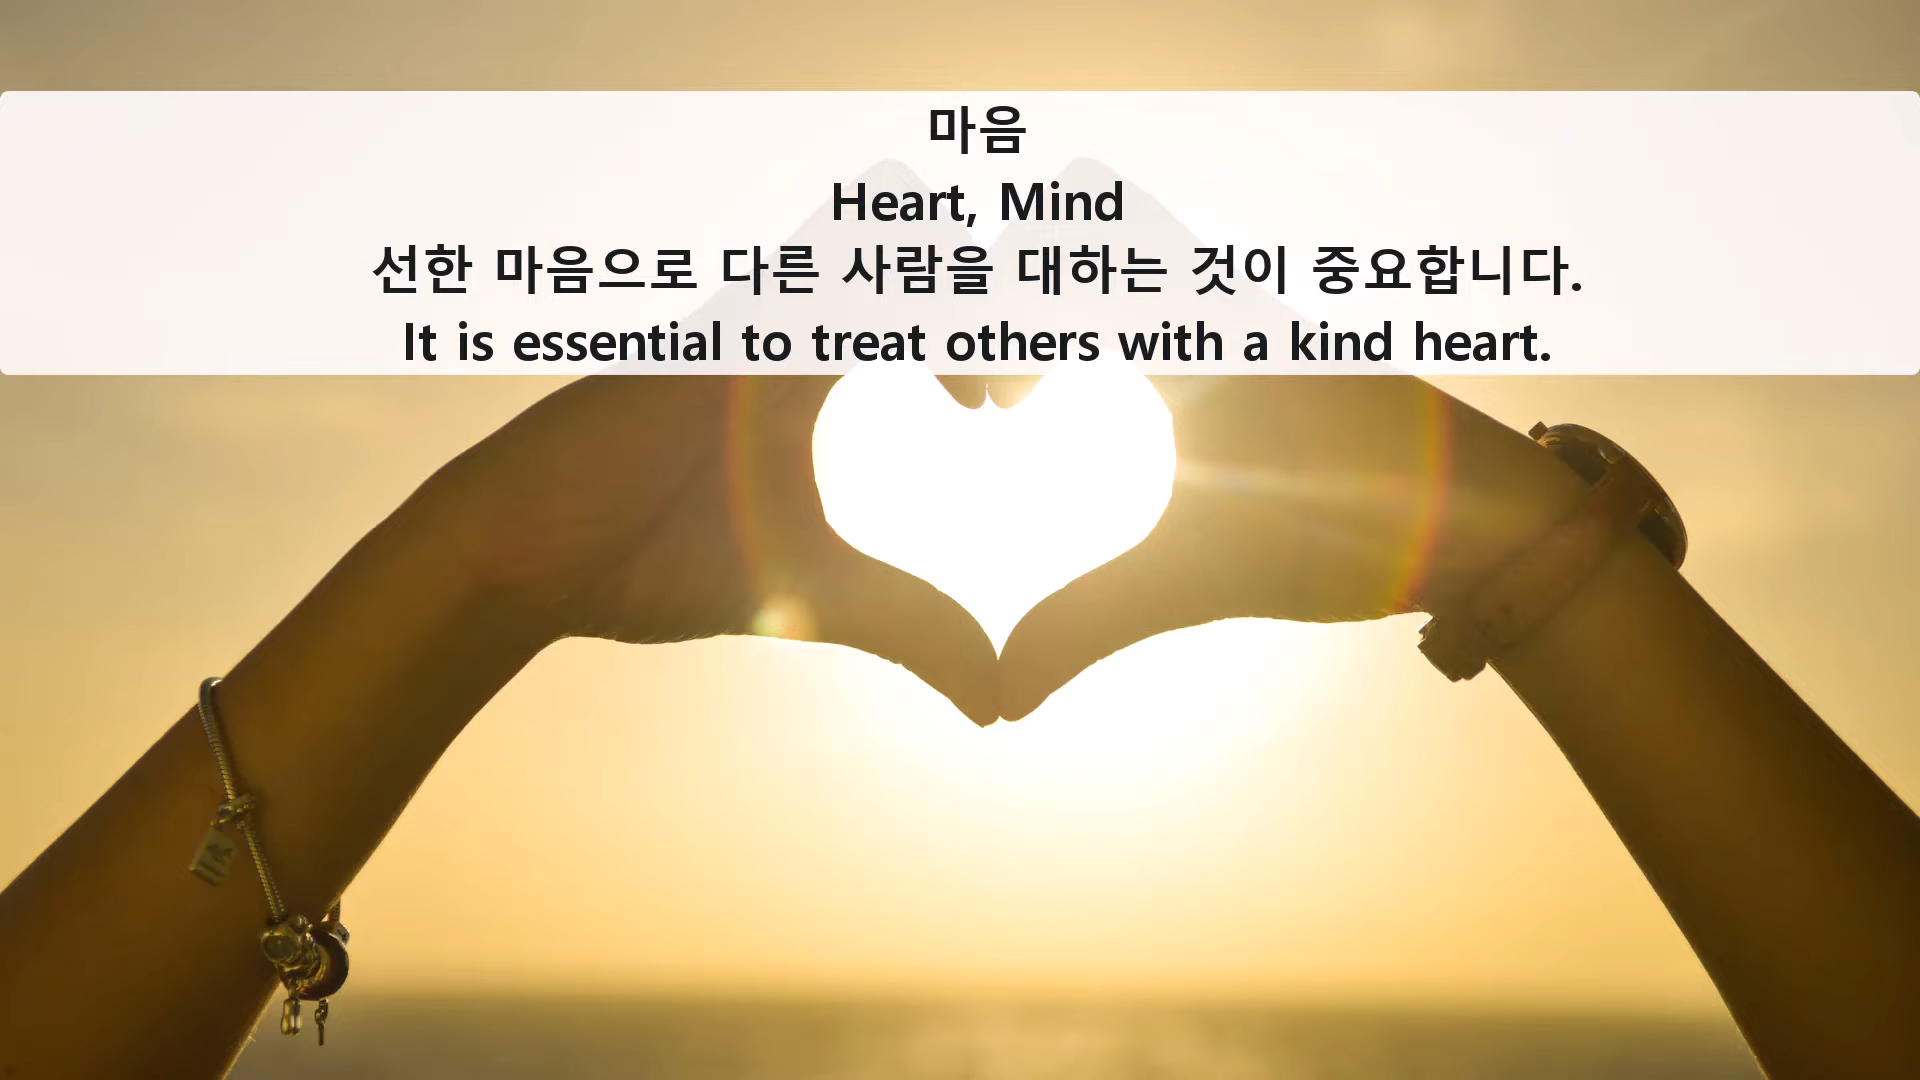 마음
Heart, Mind
선한 마음으로 다른 사람을 대하는 것이 중요합니다.
It is essential to treat others with a kind heart.